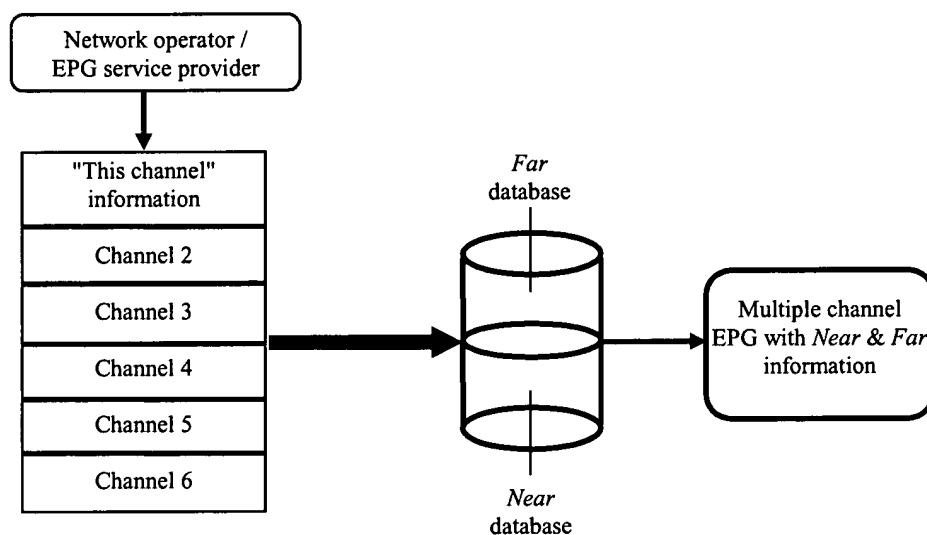 Network operator /
EPG service provider
"This channel"
information
Channel 2
Channel 3
Channel 4
Channel 5
Channel 6
Far
database
Near
database
Multiple channel
EPG with Near & Far
information